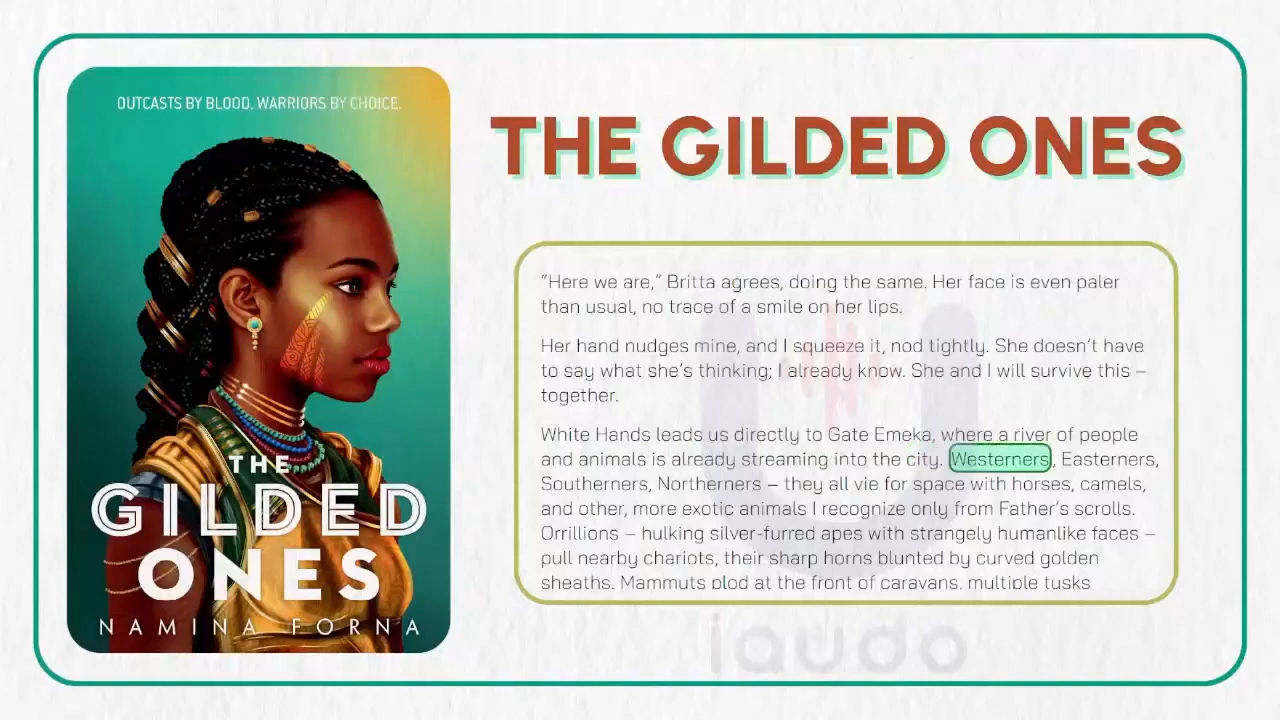 OUTCASTS BY BLOOD. WARRIORS BY CHOICE.
THE
GILDED
ONES
NAMINA FORNA
THE GILDED ONES
“Here we are,” Britta agrees, doing the same. Her face is even paler
than usual, no trace of a smile on her lips.
Her hand nudges mine, and I squeeze it, nod tightly. She doesn’t have
to say what she’s thinking; I already know. She and I will survive this –
together.
White Hands leads us directly to Gate Emeka, where a river of people
and animals is already streaming into the city. Westerners, Easterners,
Southerners, Northerners – they all vie for space with horses, camels,
and other, more exotic animals I recognize only from Father’s scrolls.
Orrillions – hulking silver-furred apes with strangely humanlike faces –
pull nearby chariots, their sharp horns blunted by curved golden
sheaths. Mammuts plod at the front of caravans, multiple tusks
iaudo